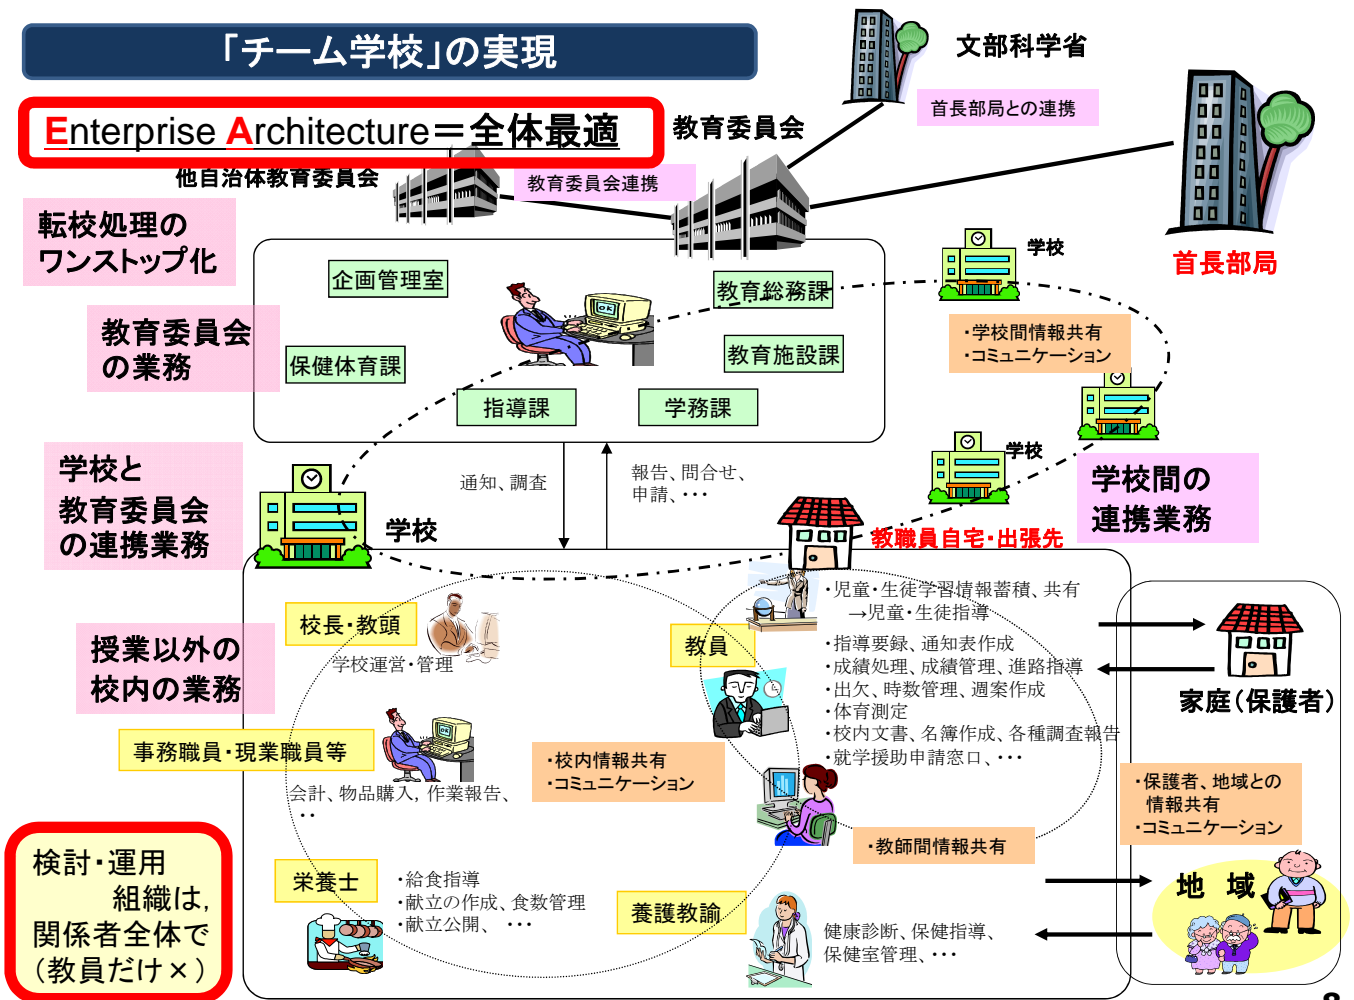 「チーム学校」の実現
文部科学省
首長部局との連携
Enterprise Architecture＝全体最適
教育委員会
他自治体教育委員会
教育委員会連携
転校処理の
ワンストップ化
首長部局
学校
企画管理室
教育総務課
教育委員会
の業務
・学校間情報共有
・コミュニケーション
保健体育課
教育施設課
指導課
学務課
学校と
教育委員会
の連携業務
通知、調査
報告、問合せ、
申請、・・・
学校
学校間の
連携業務
学校
教職員自宅・出張先
校長・教頭
学校運営・管理
教員
・児童・生徒学習情報蓄積、共有
→児童・生徒指導
・指導要録、通知表作成
・成績処理、成績管理、進路指導
・出欠、時数管理、週案作成
・体育測定
・校内文書、名簿作成、各種調査報告
・就学援助申請窓口、・・・
授業以外の
校内の業務
家庭（保護者）
事務職員・現業職員等
会計、物品購入，作業報告、
・・
・校内情報共有
・コミュニケーション
・保護者、地域との
情報共有
・コミュニケーション
・教師間情報共有
検討・運用
組織は，
関係者全体で
（教員だけ×）
栄養士
・給食指導
・献立の作成、食数管理
・献立公開、 ・・・
養護教諭
健康診断、保健指導、
保健室管理、・・・
地 域
8